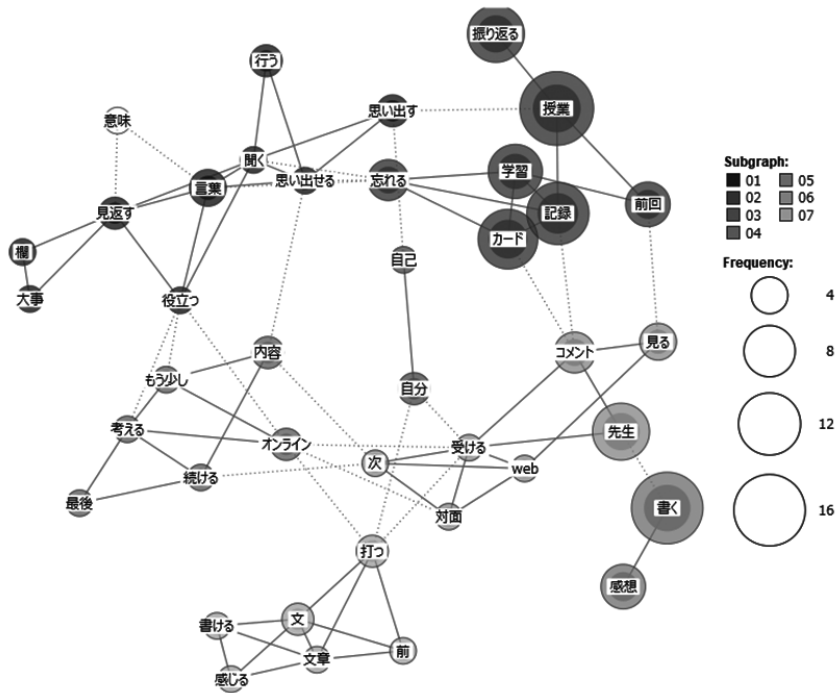 振り返る
行う
授業
思い出す
意味
聞く
学習
言葉
思い出せる
忘れる
見返す
記録
前回
カード
欄
自己
大事
役立つ
内容
コメント
見る
もう少し
自分
考える
先生
オンライン
受ける
次
web
続ける
最後
対面
書く
打つ
感想
書ける
文
前
文章
感じる
Subgraph:
01 05
02 06
03 07
04
Frequency:
4
8
12
16